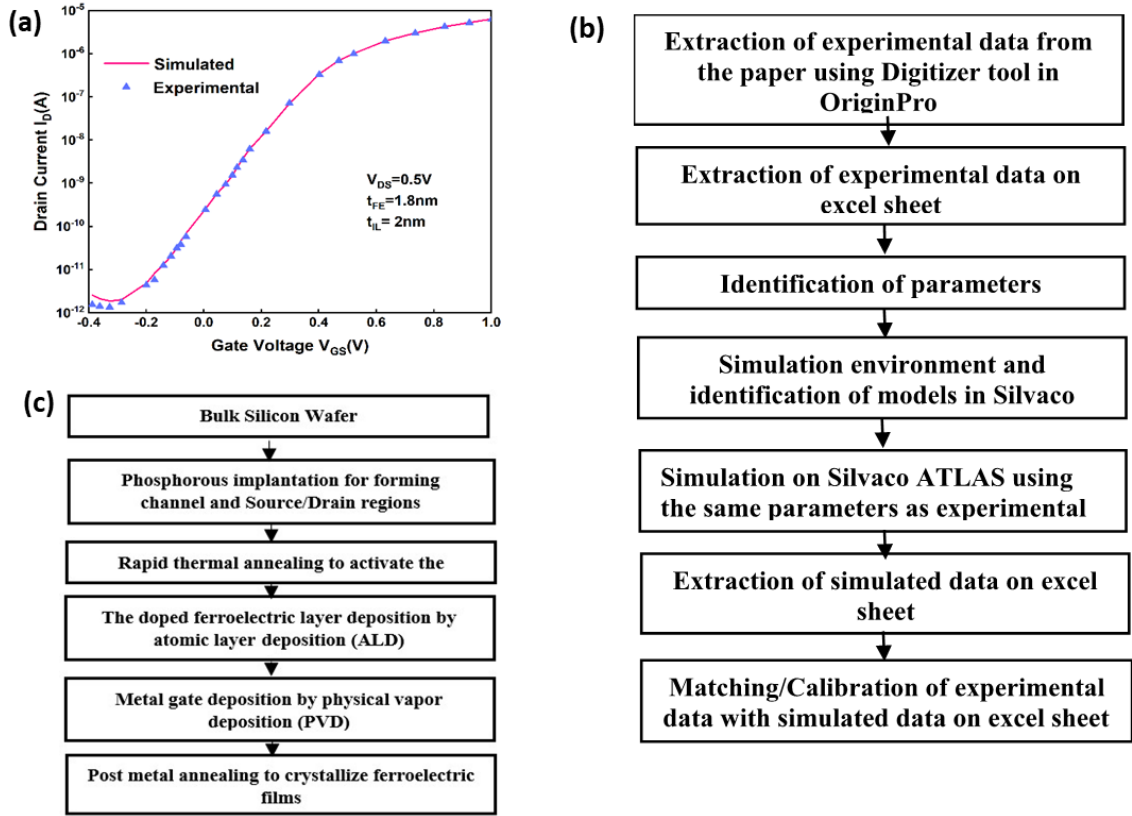 (a)
10^-5
10^-6
10^-7
10^-8
10^-9
10^-10
10^-11
10^-12
Drain Current I_D(A)
Simulated
Experimental
V_DS=0.5V
t_FE=1.8nm
t_IL= 2nm
-0.4
-0.2
0.0
0.2
0.4
0.6
0.8
1.0
Gate Voltage V_GS(V)
(b)
Extraction of experimental data from
the paper using Digitizer tool in
OriginPro
Extraction of experimental data on
excel sheet
Identification of parameters
Simulation environment and
identification of models in Silvaco
Simulation on Silvaco ATLAS using
the same parameters as experimental
Extraction of simulated data on excel
sheet
Matching/Calibration of experimental
data with simulated data on excel sheet
(c)
Bulk Silicon Wafer
Phosphorous implantation for forming
channel and Source/Drain regions
Rapid thermal annealing to activate the
The doped ferroelectric layer deposition by
atomic layer deposition (ALD)
Metal gate deposition by physical vapor
deposition (PVD)
Post metal annealing to crystallize ferroelectric
films